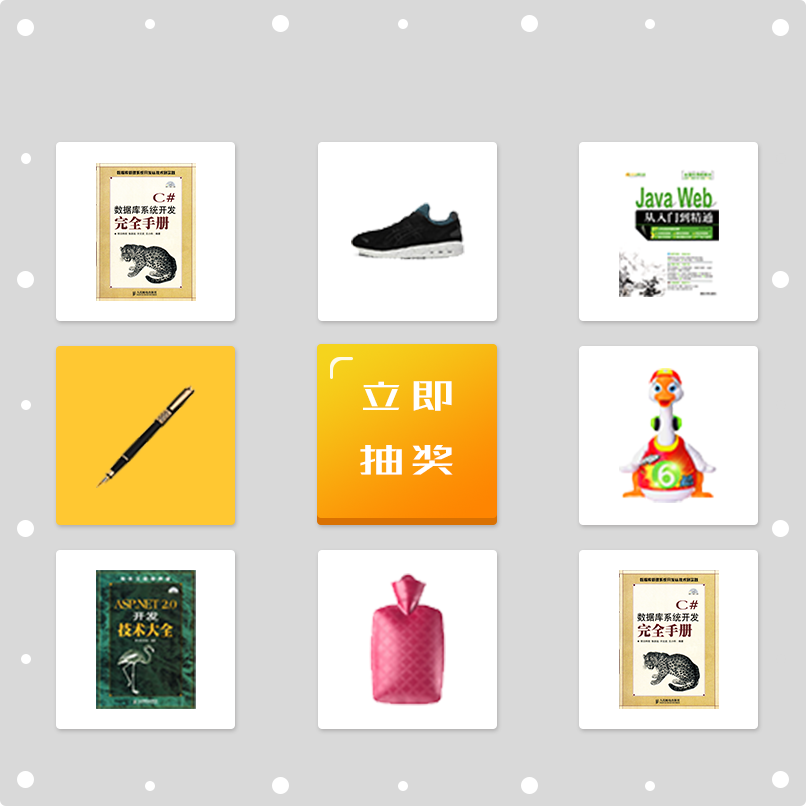 C#
数据库系统开发
完全手册
Java Web
从入门到精通
立即
抽奖
6
ASP.NET 2.0
开发
技术大全
C#
数据库系统开发
完全手册